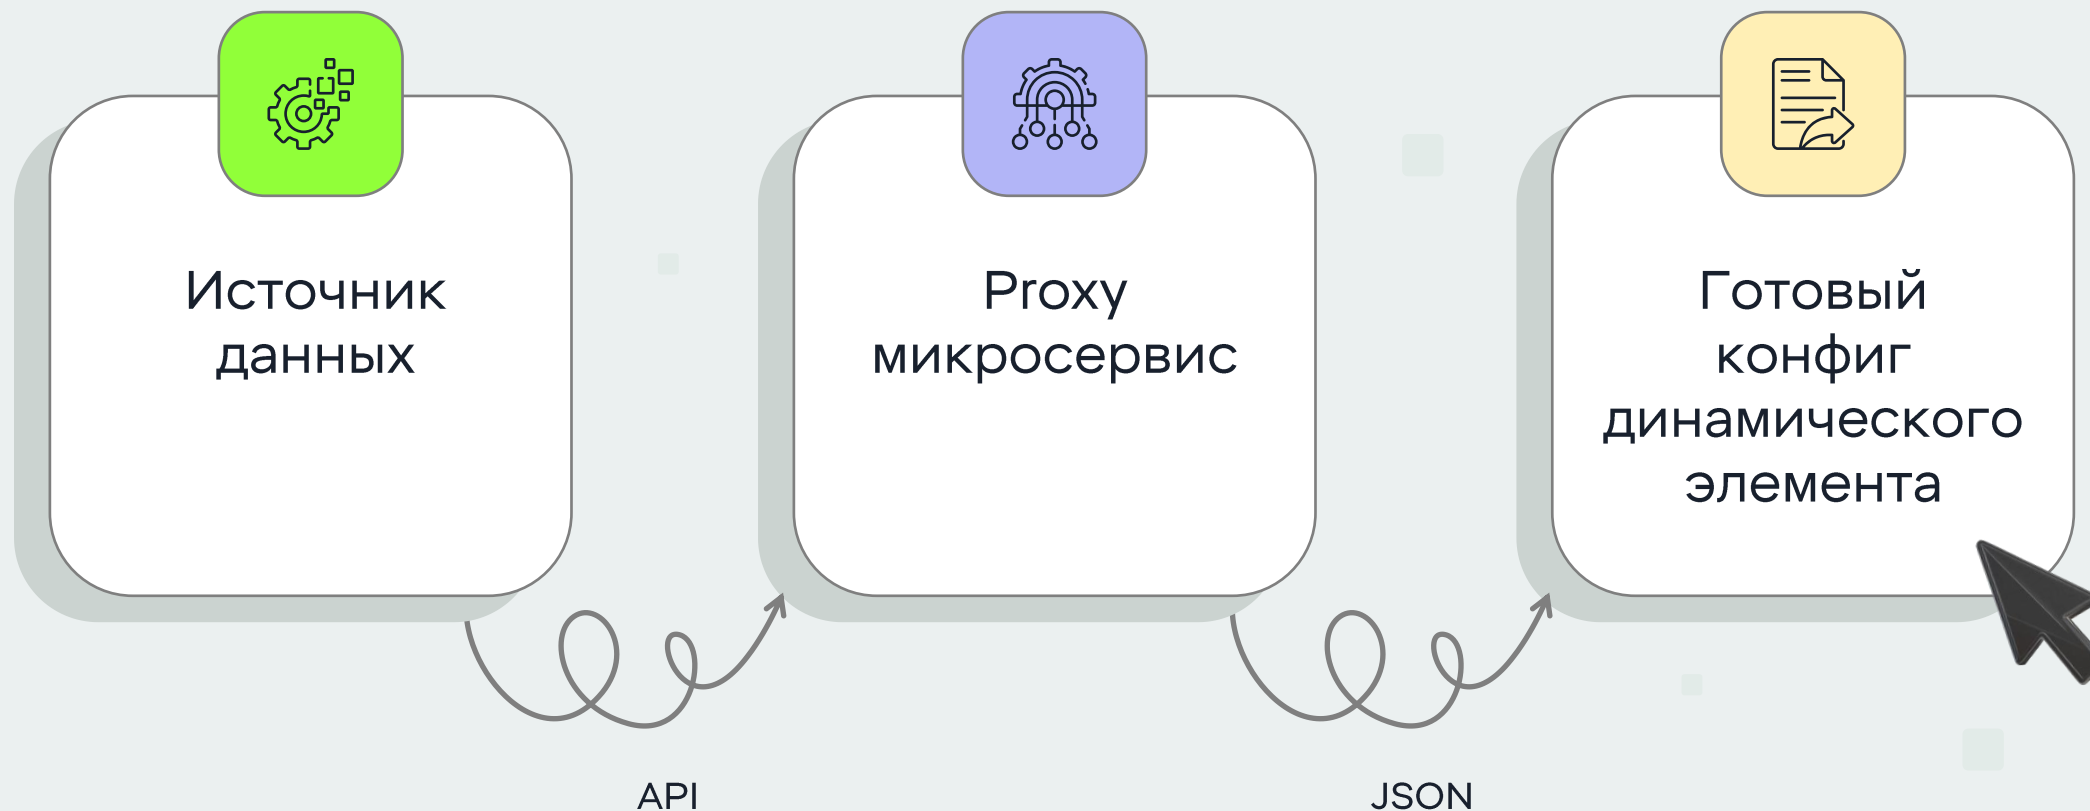 Источник
данных
Proxy
микросервис
Готовый
конфиг
динамического
элемента
API
JSON